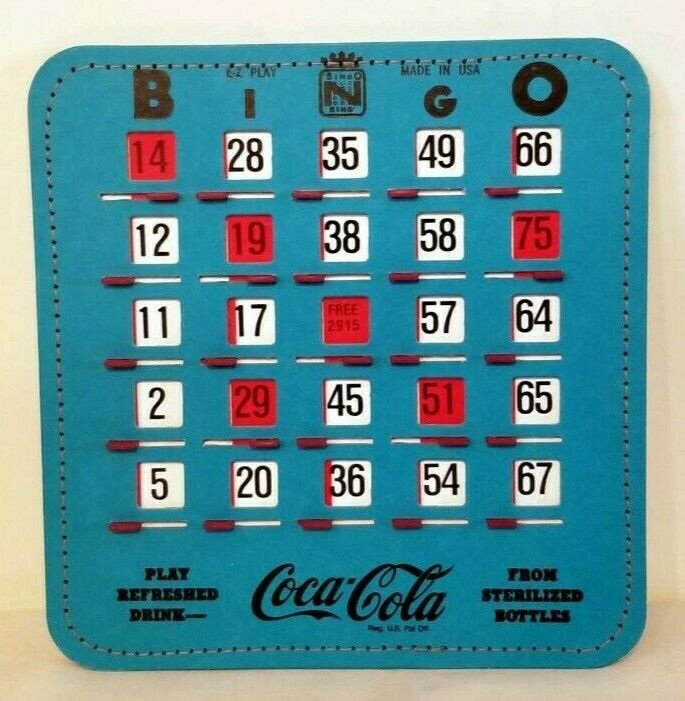 E-Z PLAY
BINGO
MADE IN USA
B I N G O
KING
14 28 35 49 66
12 19 38 58 75
11 17 FREE 57 64
2915
2 29 45 51 65
5 20 36 54 67
PLAY
REFRESHED
DRINK—
Coca-Cola
Reg. U.S. Pat Off.
FROM
STERILIZED
BOTTLES